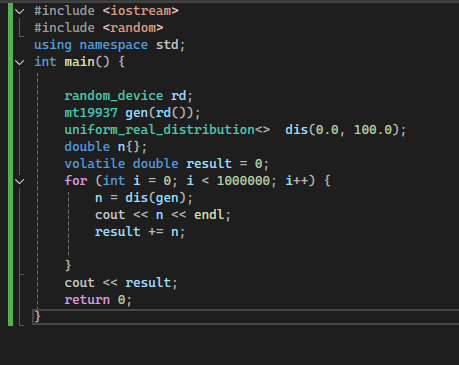 #include <iostream>
#include <random>
using namespace std;
int main() {
random_device rd;
mt19937 gen(rd());
uniform_real_distribution<>  dis(0.0, 100.0);
double n{};
volatile double result = 0;
for (int i = 0; i < 1000000; i++) {
n = dis(gen);
cout << n << endl;
result += n;
}
cout << result;
return 0;
}